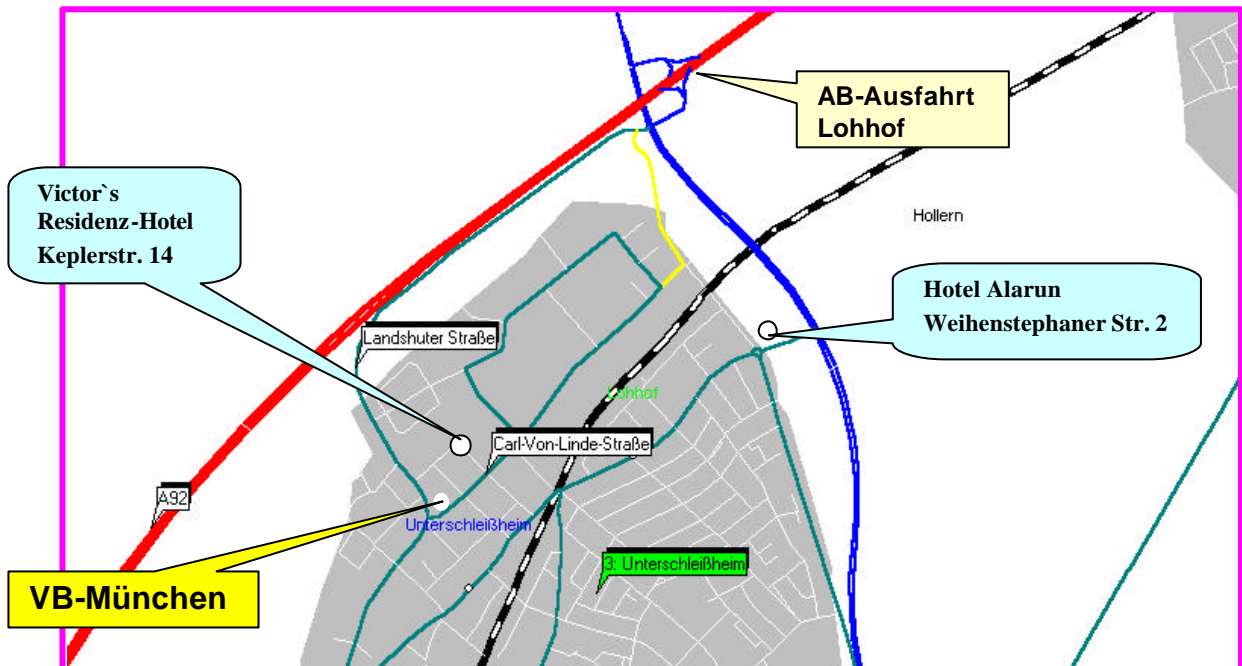 AB-Ausfahrt
Lohhof
Victor`s
Residenz-Hotel
Keplerstr. 14
Hollern
Hotel Alarun
Weihenstephaner Str. 2
Landshuter Straße
Lohhof
Carl-Von-Linde-Straße
A92
Unterschleißheim
3: Unterschleißheim
VB-München